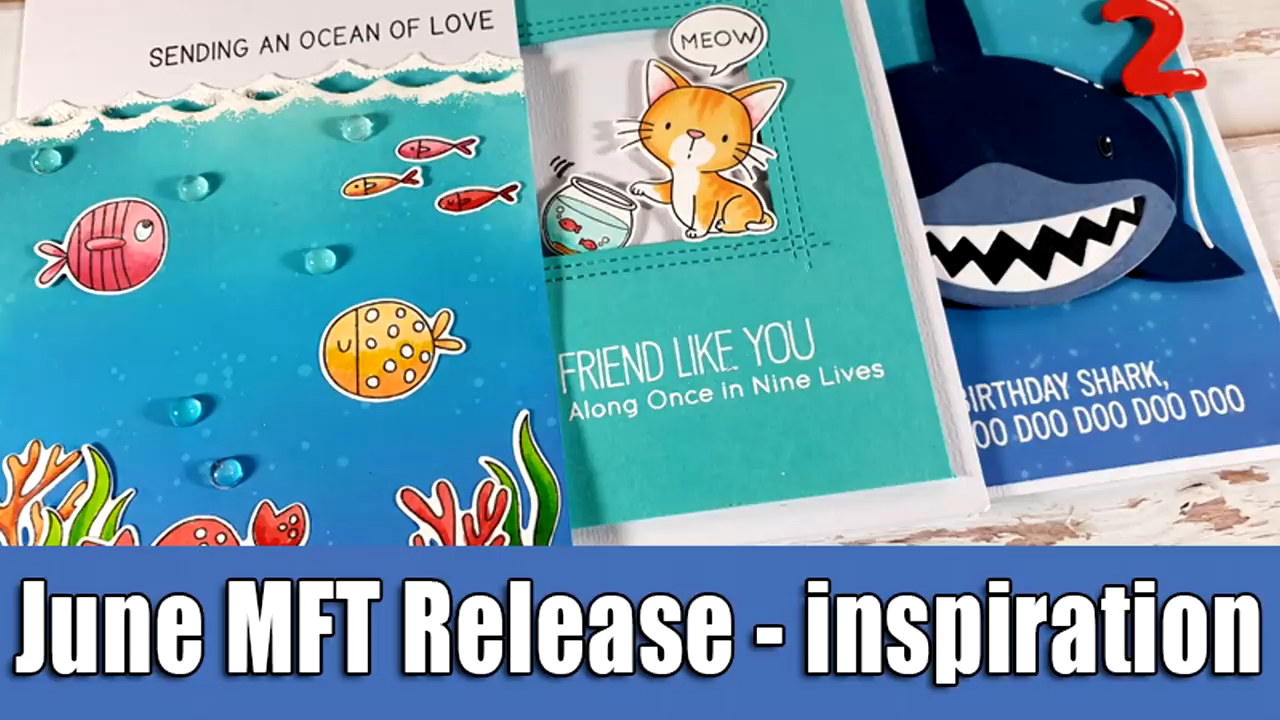 SENDING AN OCEAN OF LOVE
MEOW
2
FRIEND LIKE YOU
Along Once in Nine Lives
BIRTHDAY SHARK,
DOO DOO DOO DOO DOO
June MFT Release - inspiration